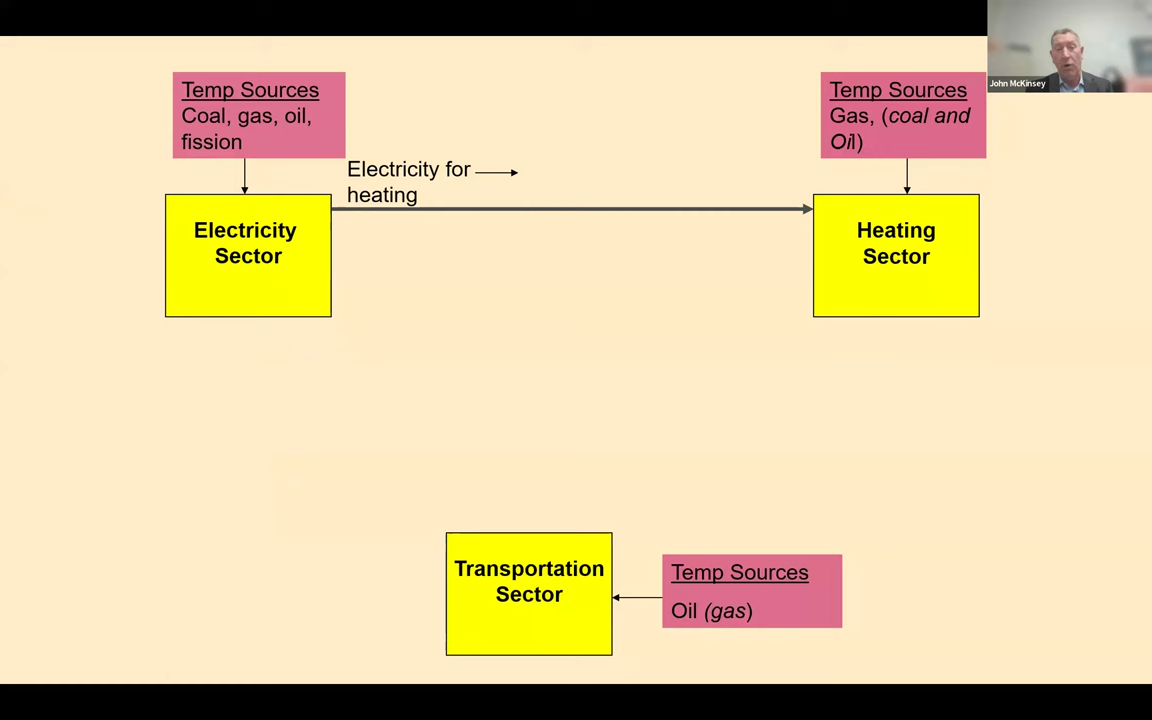 John McKinsey
Temp Sources
Coal, gas, oil,
fission
Temp Sources
Gas, (coal and
Oil)
Electricity for
heating
Electricity
Sector
Heating
Sector
Transportation
Sector
Temp Sources
Oil (gas)